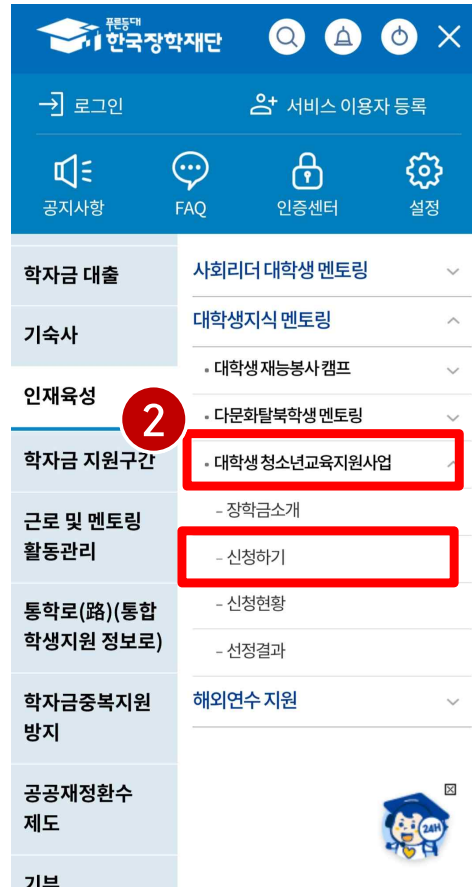 푸른등대
한국장학재단
로그인
서비스 이용자 등록
공지사항
FAQ
인증센터
설정
학자금 대출
기숙사
인재육성
2
학자금 지원구간
근로 및 멘토링
활동관리
통학로(路)(통합
학생지원 정보로)
학자금중복지원
방지
공공재정환수
제도
기부
사회리더 대학생 멘토링
대학생지식 멘토링
대학생 재능봉사 캠프
다문화탈북학생 멘토링
대학생 청소년교육지원사업
- 장학금소개
- 신청하기
- 신청현황
- 선정결과
해외연수 지원
24H